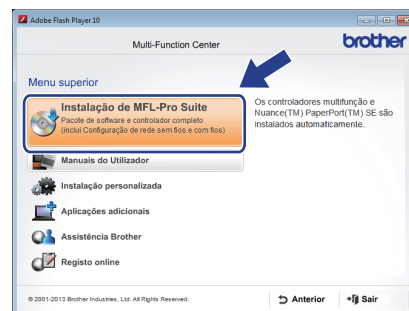 Adobe Flash Player 10
Multi-Function Center
brother
Menu superior
Instalação de MFL-Pro Suite
Pacote de software e controlador completo
(inclui Configuração de rede sem fios e com fios)
Os controladores multifunção e
Nuance(TM) PaperPort(TM) SE são
instalados automaticamente.
Manuais do Utilizador
Instalação personalizada
Aplicações adicionais
Assistência Brother
Registo online
© 2001-2013 Brother Industries, Ltd. All Rights Reserved.
Anterior
Sair